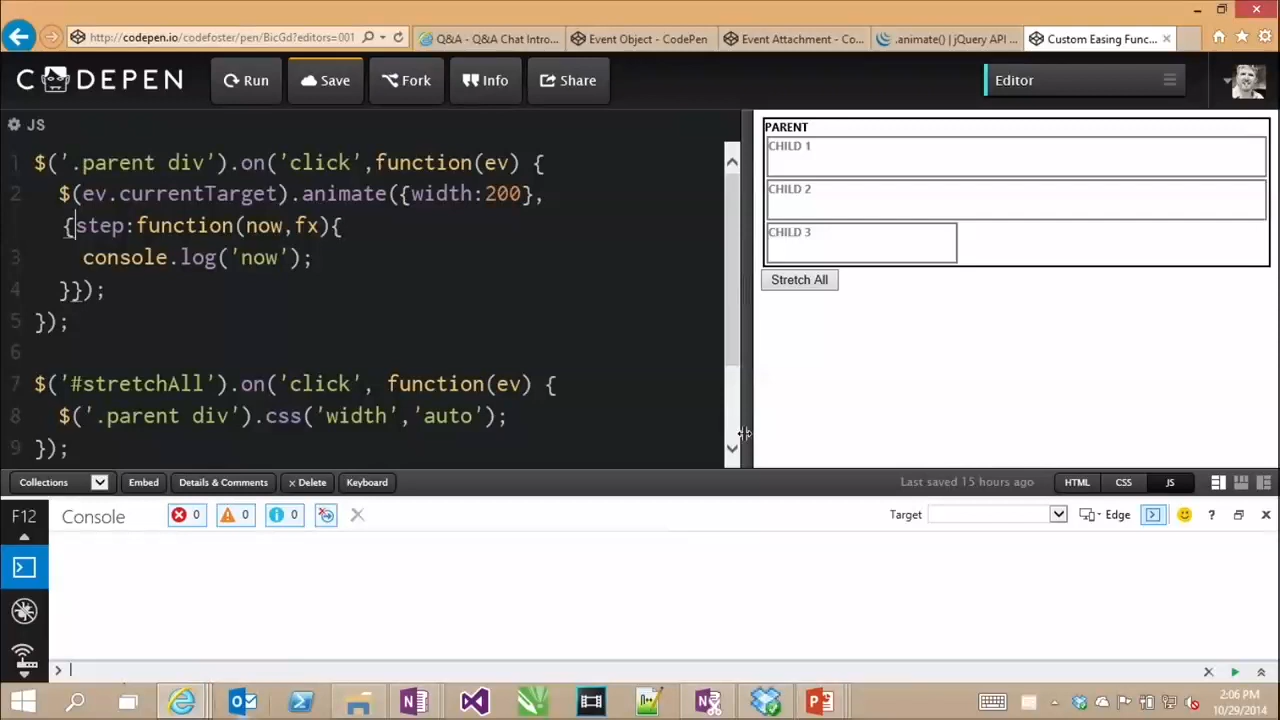 http://codepen.io/codefoster/pen/BicGd?editors=001
Q&A - Q&A Chat Intro...
Event Object - CodePen
Event Attachment - Co...
.animate() | jQuery API ...
Custom Easing Func...
CODEPEN
Run
Save
Fork
Info
Share
Editor
JS
1 $('.parent div').on('click',function(ev) {
2 $(ev.currentTarget).animate({width:200},
{step:function(now,fx){
3 console.log('now');
4 }});
5 });
6
7 $('#stretchAll').on('click', function(ev) {
8 $('.parent div').css('width','auto');
9 });
PARENT
CHILD 1
CHILD 2
CHILD 3
Stretch All
Collections
Embed
Details & Comments
x Delete
Keyboard
Last saved 15 hours ago
HTML
CSS
JS
F12
Console
0
0
0
Target
Edge
?
>
2:06 PM
10/29/2014